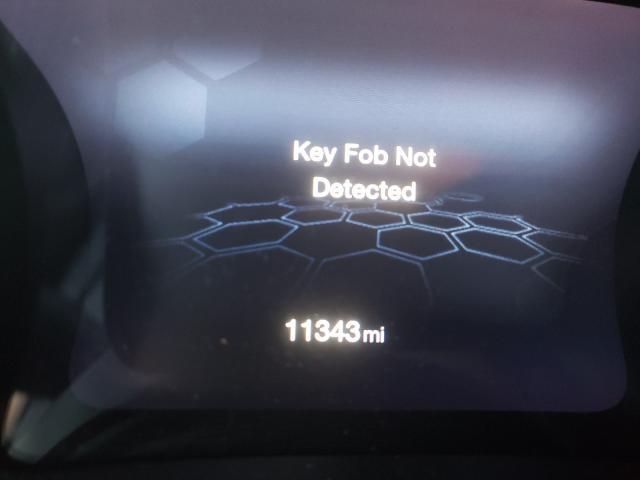 Key Fob Not
Detected
11343 mi